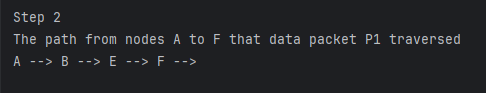 Step 2
The path from nodes A to F that data packet P1 traversed
A --> B --> E --> F -->